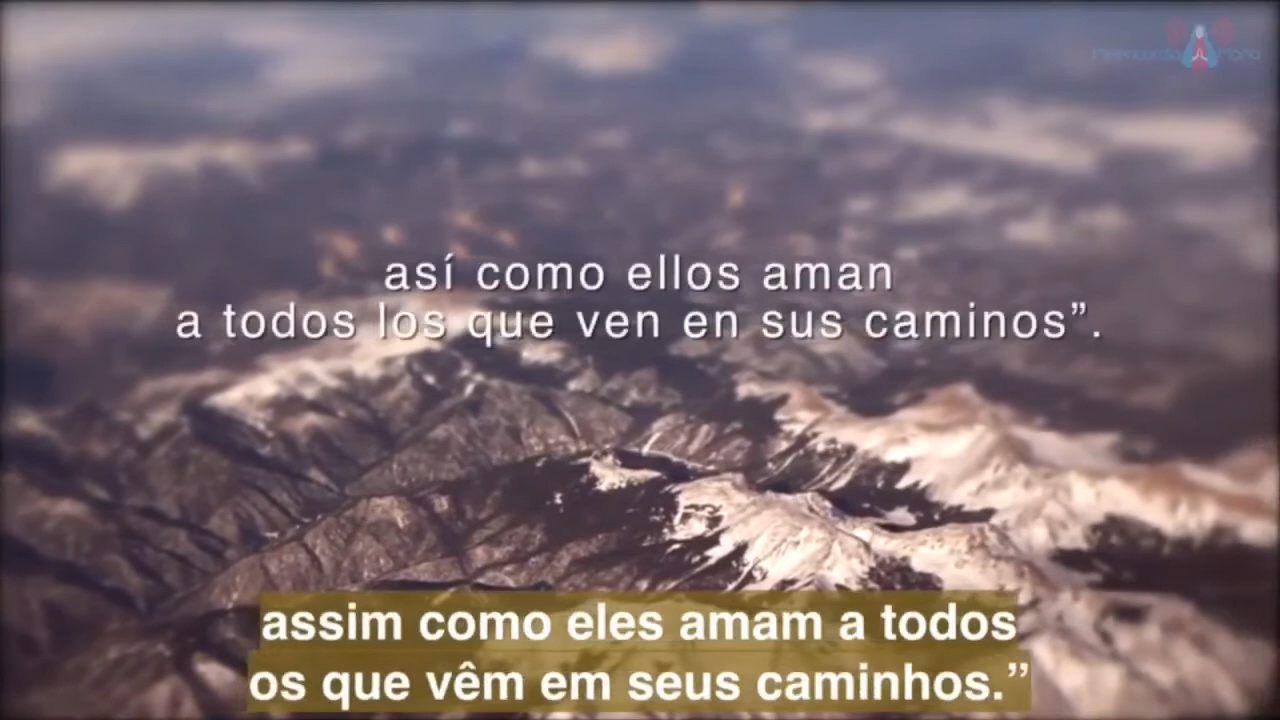 así como ellos aman
a todos los que ven en sus caminos”.
assim como eles amam a todos
os que vêm em seus caminhos.”